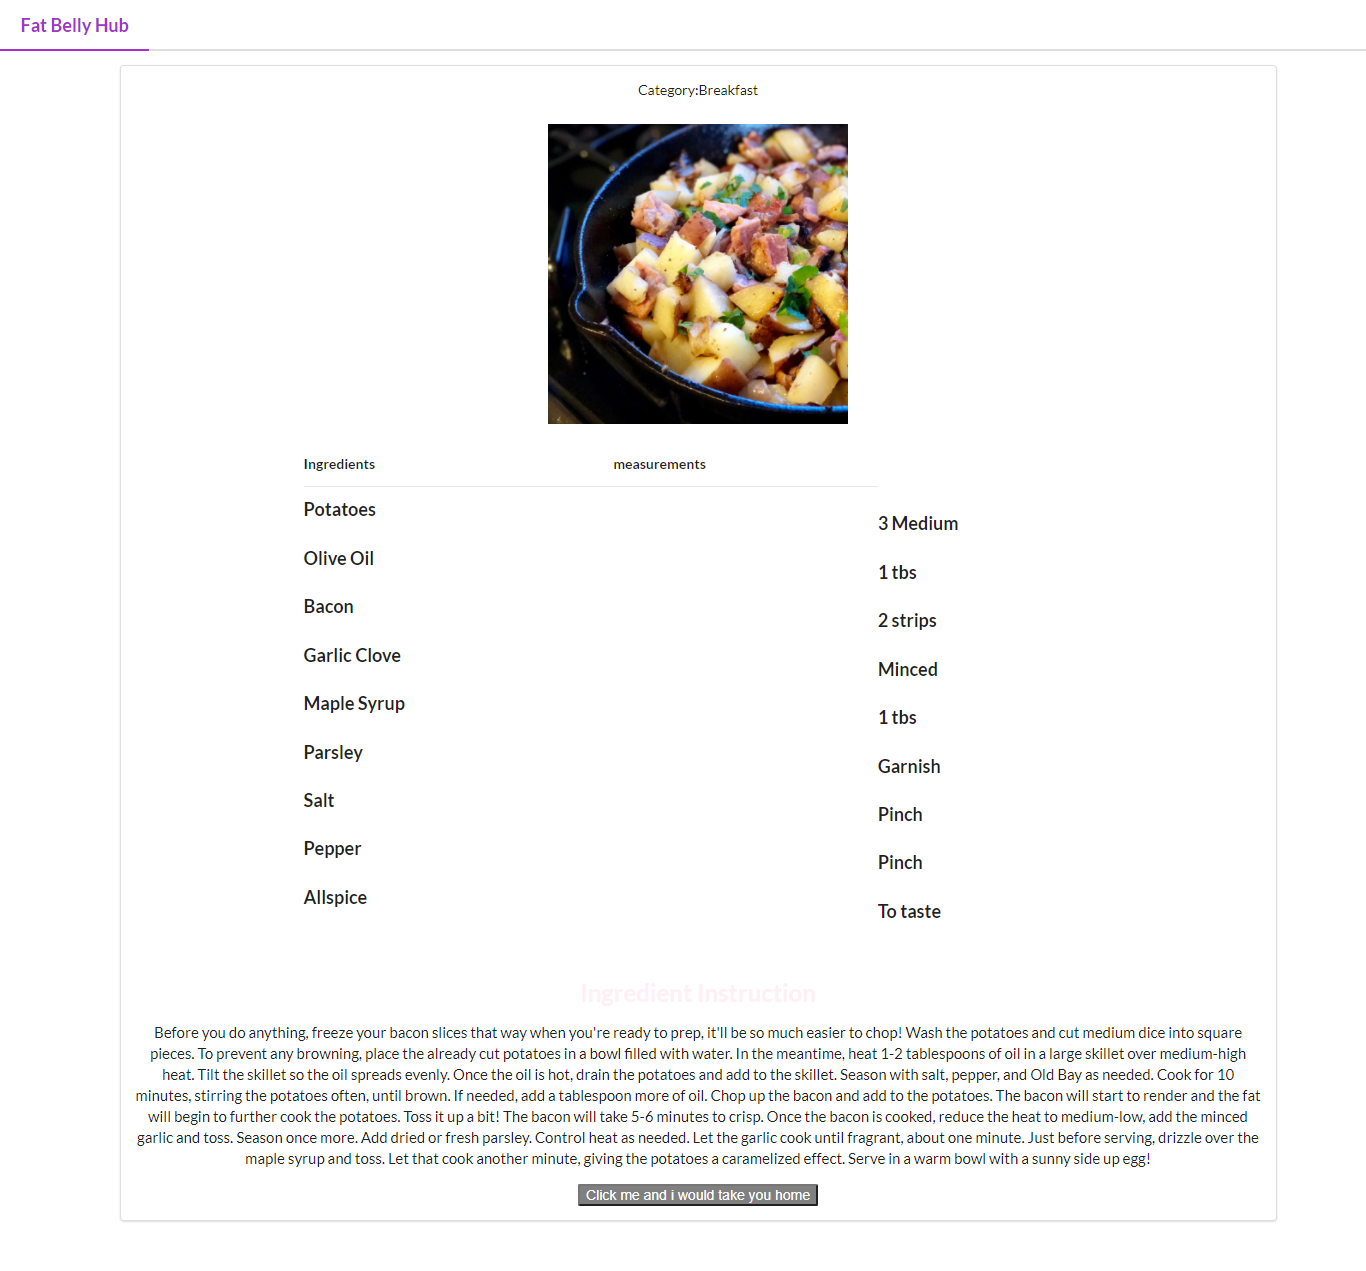 Fat Belly Hub
Category:Breakfast
Ingredients measurements
Potatoes
3 Medium
Olive Oil
1 tbs
Bacon
2 strips
Garlic Clove
Minced
Maple Syrup
1 tbs
Parsley
Garnish
Salt
Pinch
Pepper
Pinch
Allspice
To taste
Ingredient Instruction
Before you do anything, freeze your bacon slices that way when you're ready to prep, it'll be so much easier to chop! Wash the potatoes and cut medium dice into square
pieces. To prevent any browning, place the already cut potatoes in a bowl filled with water. In the meantime, heat 1-2 tablespoons of oil in a large skillet over medium-high
heat. Tilt the skillet so the oil spreads evenly. Once the oil is hot, drain the potatoes and add to the skillet. Season with salt, pepper, and Old Bay as needed. Cook for 10
minutes, stirring the potatoes often, until brown. If needed, add a tablespoon more of oil. Chop up the bacon and add to the potatoes. The bacon will start to render and the fat
will begin to further cook the potatoes. Toss it up a bit! The bacon will take 5-6 minutes to crisp. Once the bacon is cooked, reduce the heat to medium-low, add the minced
garlic and toss. Season once more. Add dried or fresh parsley. Control heat as needed. Let the garlic cook until fragrant, about one minute. Just before serving, drizzle over the
maple syrup and toss. Let that cook another minute, giving the potatoes a caramelized effect. Serve in a warm bowl with a sunny side up egg!
Click me and i would take you home